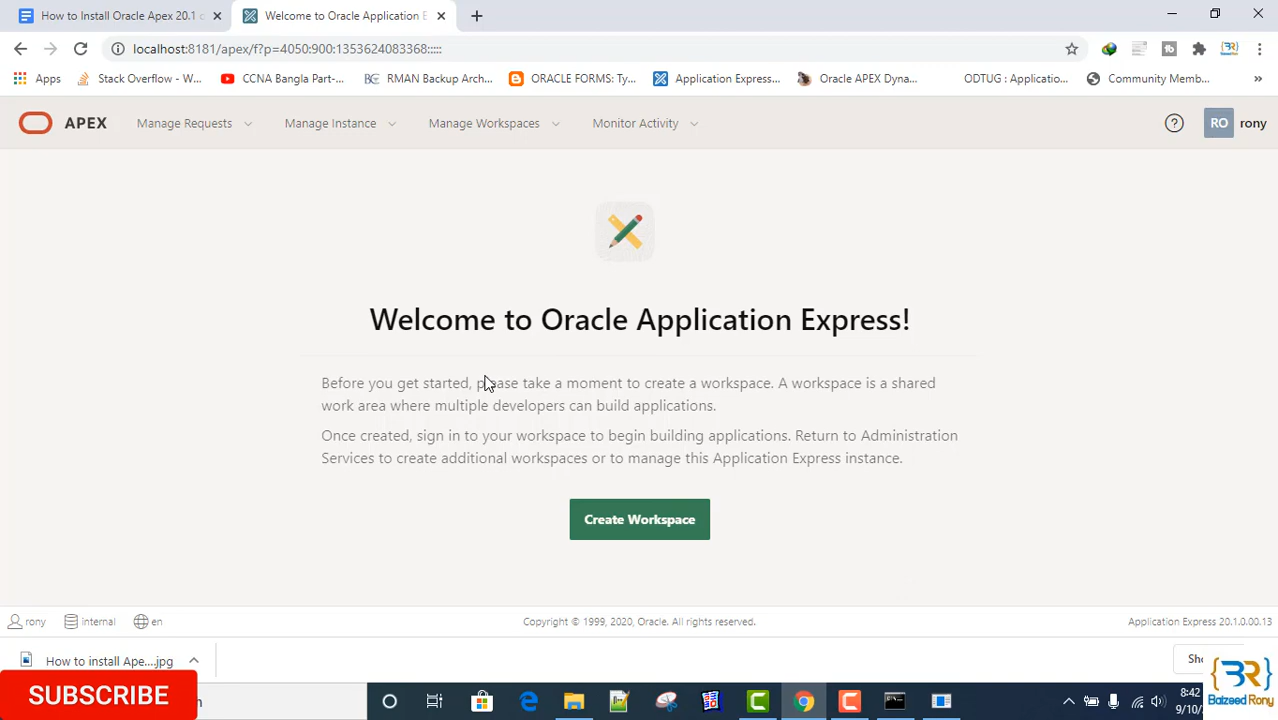 How to Install Oracle Apex 20.1 c
Welcome to Oracle Application E
localhost:8181/apex/f?p=4050:900:1353624083368:::::
Apps
Stack Overflow - W...
CCNA Bangla Part-...
RMAN Backup Arch...
ORACLE FORMS: Ty...
Application Express...
Oracle APEX Dyna...
ODTUG : Applicatio...
Community Memb...
»
APEX
Manage Requests
Manage Instance
Manage Workspaces
Monitor Activity
?
RO
rony
Welcome to Oracle Application Express!
Before you get started, please take a moment to create a workspace. A workspace is a shared
work area where multiple developers can build applications.
Once created, sign in to your workspace to begin building applications. Return to Administration
Services to create additional workspaces or to manage this Application Express instance.
Create Workspace
rony
internal
en
Copyright © 1999, 2020, Oracle. All rights reserved.
Application Express 20.1.0.00.13
How to install Ape....jpg
SUBSCRIBE
8:42
9/10/
BR
Baizeed Rony